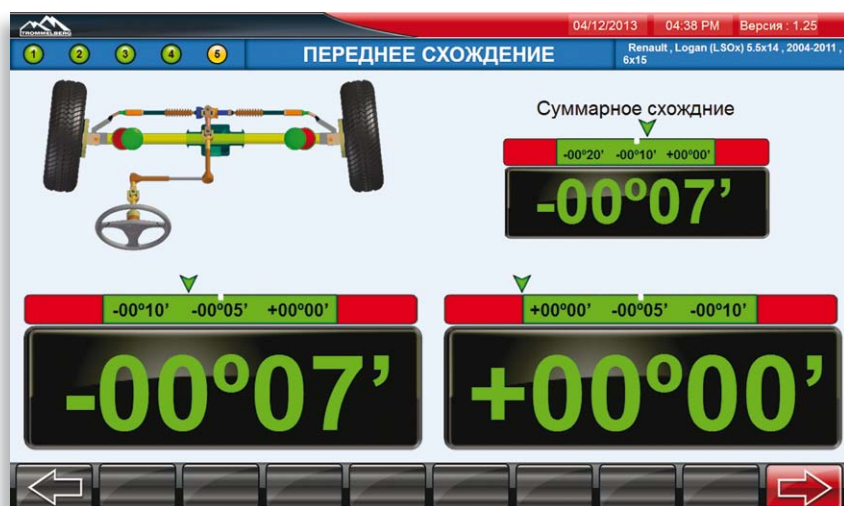 TROMMELBERG
04/12/2013 04:38 PM Версия : 1.25
1 2 3 4 5
ПЕРЕДНЕЕ СХОЖДЕНИЕ
Renault , Logan (LSOx) 5.5x14 , 2004-2011 ,
6x15
Суммарное схождние
-00º20' -00º10' +00º00'
-00º07'
-00º10' -00º05' +00º00'
-00º07'
+00º00' -00º05' -00º10'
+00º00'